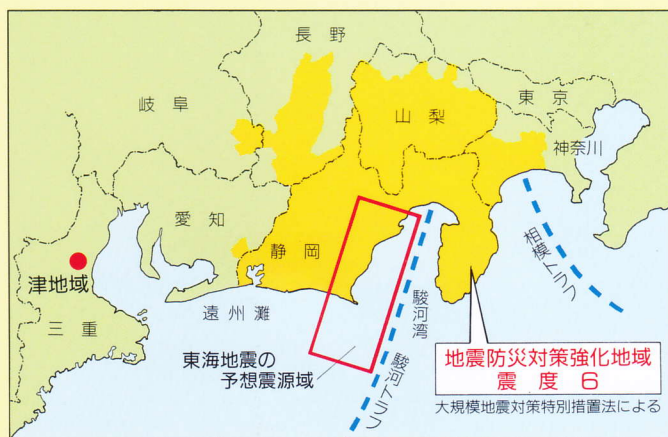 長野
岐阜
山梨
東京
神奈川
愛知
静岡
津地域
三重
遠州灘
駿河湾
相模トラフ
駿河トラフ
東海地震の
予想震源域
地震防災対策強化地域
震度6
大規模地震対策特別措置法による